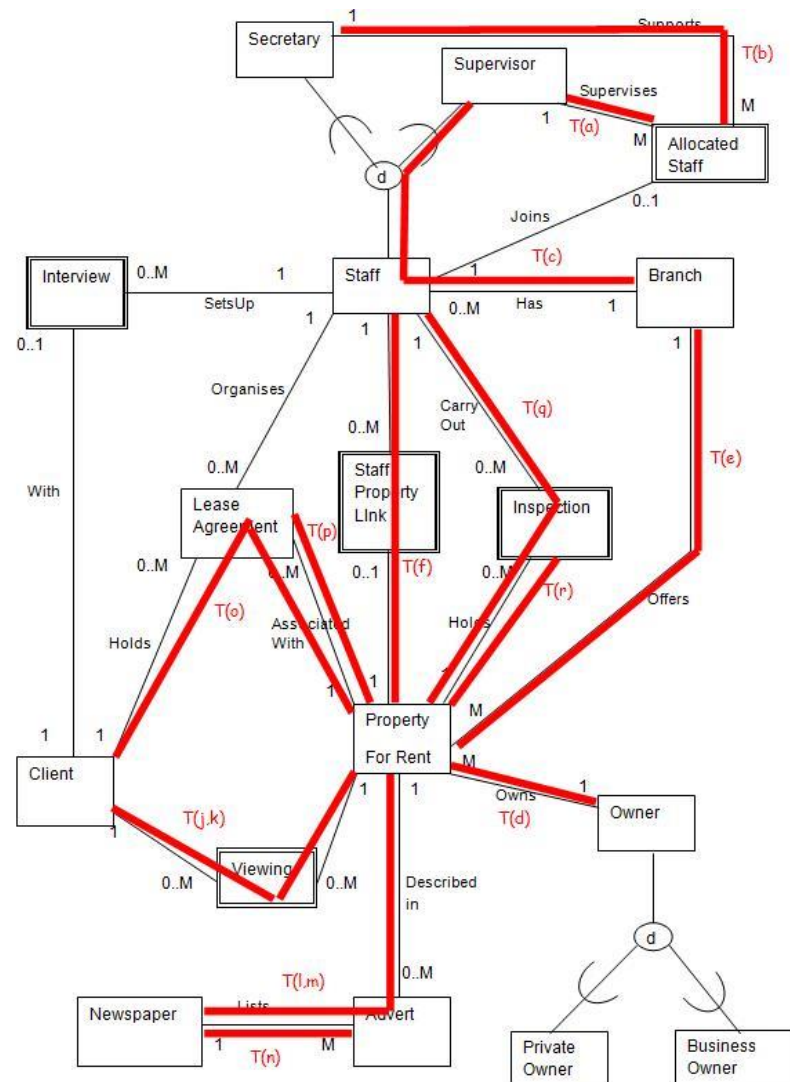 1
Supports
Secretary
T(b)
Supervisor
Supervises
1
T(a)
M
M
Allocated
Staff
d
0..1
Joins
T(c)
Interview
0..M
1
Staff
1
Branch
SetsUp
0..M
Has
1
0..1
1
1
1
1
Organises
Carry
Out
T(q)
0..M
0..M
T(e)
0..M
Staff
Property
LInk
With
Lease
Agreement
T(p)
Inspection
0..M
0..M
0..1
T(f)
0..M
T(r)
T(o)
Associated
With
Offers
Holds
Holds
1
1
1
M
Property
For Rent
1
1
M
1
Client
Owns
T(d)
Owner
1
T(j,k)
1
1
Viewing
0..M
0..M
Described
in
d
T(l,m)
0..M
Newspaper
Lists
Advert
1
M
T(n)
Private
Owner
Business
Owner